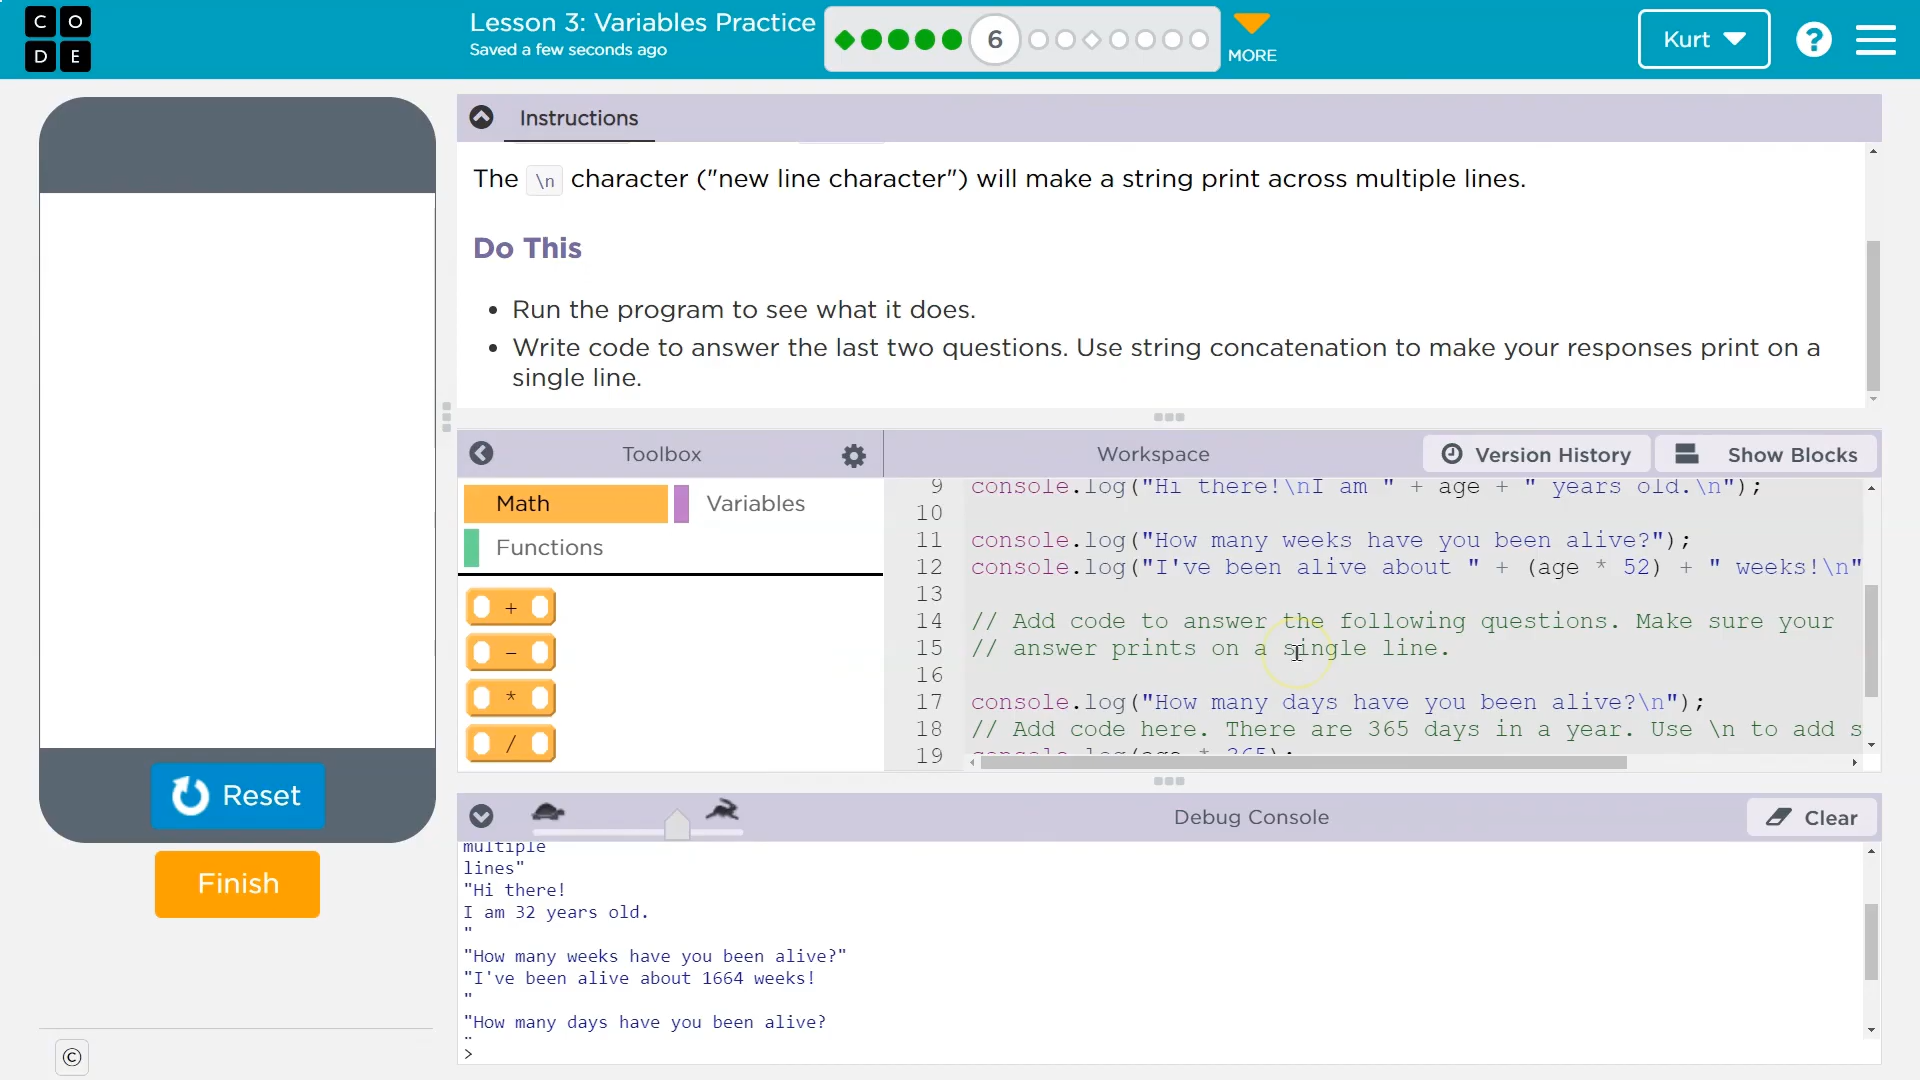 C O
D E
Lesson 3: Variables Practice
Saved a few seconds ago
6
MORE
Kurt
?
Instructions
The \n character ("new line character") will make a string print across multiple lines.
Do This
• Run the program to see what it does.
• Write code to answer the last two questions. Use string concatenation to make your responses print on a
single line.
Toolbox
Workspace
Version History
Show Blocks
Math
Variables
Functions
+
-
*
/
9 console.log("Hi there!\nI am " + age + " years old.\n");
10
11 console.log("How many weeks have you been alive?");
12 console.log("I've been alive about " + (age * 52) + " weeks!\n"
13
14 // Add code to answer the following questions. Make sure your
15 // answer prints on a single line.
16
17 console.log("How many days have you been alive?\n");
18 // Add code here. There are 365 days in a year. Use \n to add s
19 console.log(age * 365);
Reset
Finish
Debug Console
Clear
multiple
lines"
"Hi there!
I am 32 years old.
"
"How many weeks have you been alive?"
"I've been alive about 1664 weeks!
"
"How many days have you been alive?
"
>
©